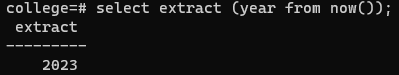 college=# select extract (year from now());
 extract
---------
    2023